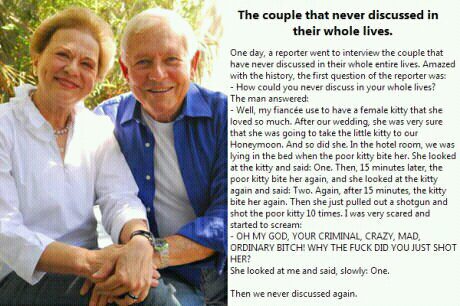 The couple that never discussed in
their whole lives.
One day, a reporter went to interview the couple that
have never discussed in their whole entire lives. Amazed
with the history, the first question of the reporter was:
- How could you never discuss in your whole lives?
The man answered:
- Well, my fiancée use to have a female kitty that she
loved so much. After our wedding, she was very sure
that she was going to take the little kitty to our
Honeymoon. And so did she. In the hotel room, we was
lying in the bed when the poor kitty bite her. She looked
at the kitty and said: One. Then, 15 minutes later, the
poor kitty bite her again, and she looked at the kitty
again and said: Two. Again, after 15 minutes, the kitty
bite her again. Then she just pulled out a shotgun and
shot the poor kitty 10 times. I was very scared and
started to scream:
- OH MY GOD, YOUR CRIMINAL, CRAZY, MAD,
ORDINARY BITCH! WHY THE FUCK DID YOU JUST SHOT
HER?
She looked at me and said, slowly: One.
Then we never discussed again.